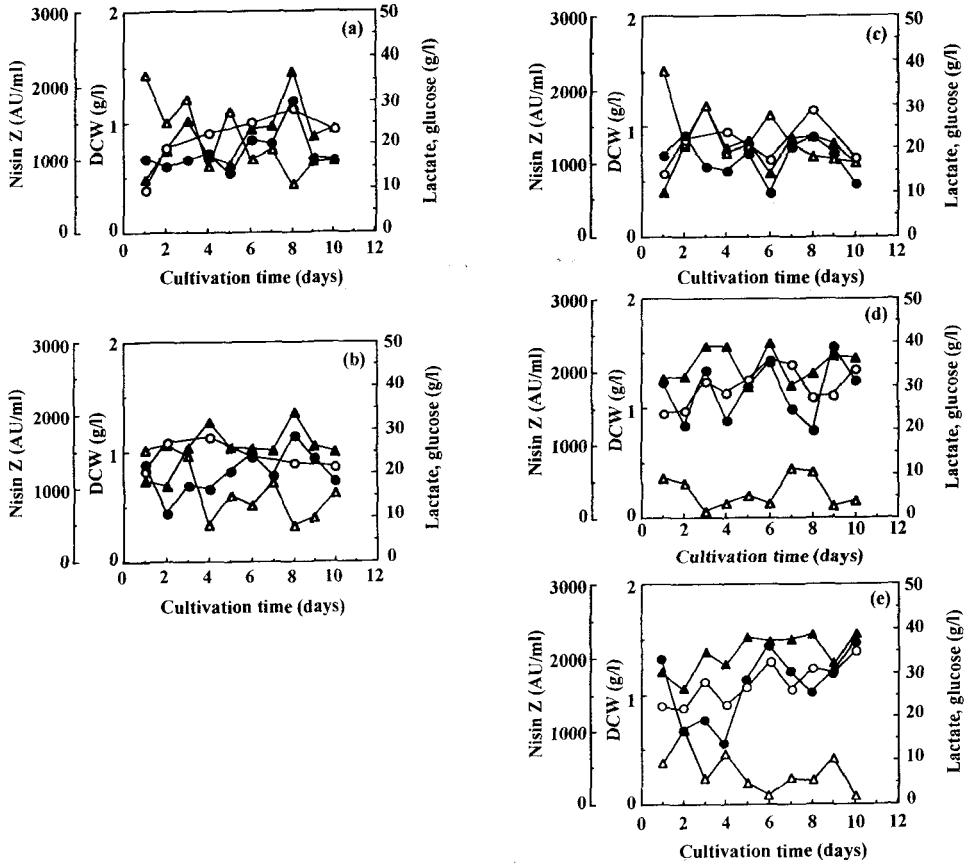 (a)
3000
2000
1000
0
Nisin Z (AU/ml)
2
1
0
DCW (g/l)
50
40
30
20
10
0
Lactate, glucose (g/l)
0 2 4 6 8 10 12
Cultivation time (days)
(b)
3000
2000
1000
0
Nisin Z (AU/ml)
2
1
0
DCW (g/l)
50
40
30
20
10
0
Lactate, glucose (g/l)
0 2 4 6 8 10 12
Cultivation time (days)
(c)
3000
2000
1000
0
Nisin Z (AU/ml)
2
1
0
DCW (g/l)
50
40
30
20
10
0
Lactate, glucose (g/l)
0 2 4 6 8 10 12
Cultivation time (days)
(d)
3000
2000
1000
0
Nisin Z (AU/ml)
2
1
0
DCW (g/l)
50
40
30
20
10
0
Lactate, glucose (g/l)
0 2 4 6 8 10 12
Cultivation time (days)
(e)
3000
2000
1000
0
Nisin Z (AU/ml)
2
1
0
DCW (g/l)
50
40
30
20
10
0
Lactate, glucose (g/l)
0 2 4 6 8 10 12
Cultivation time (days)